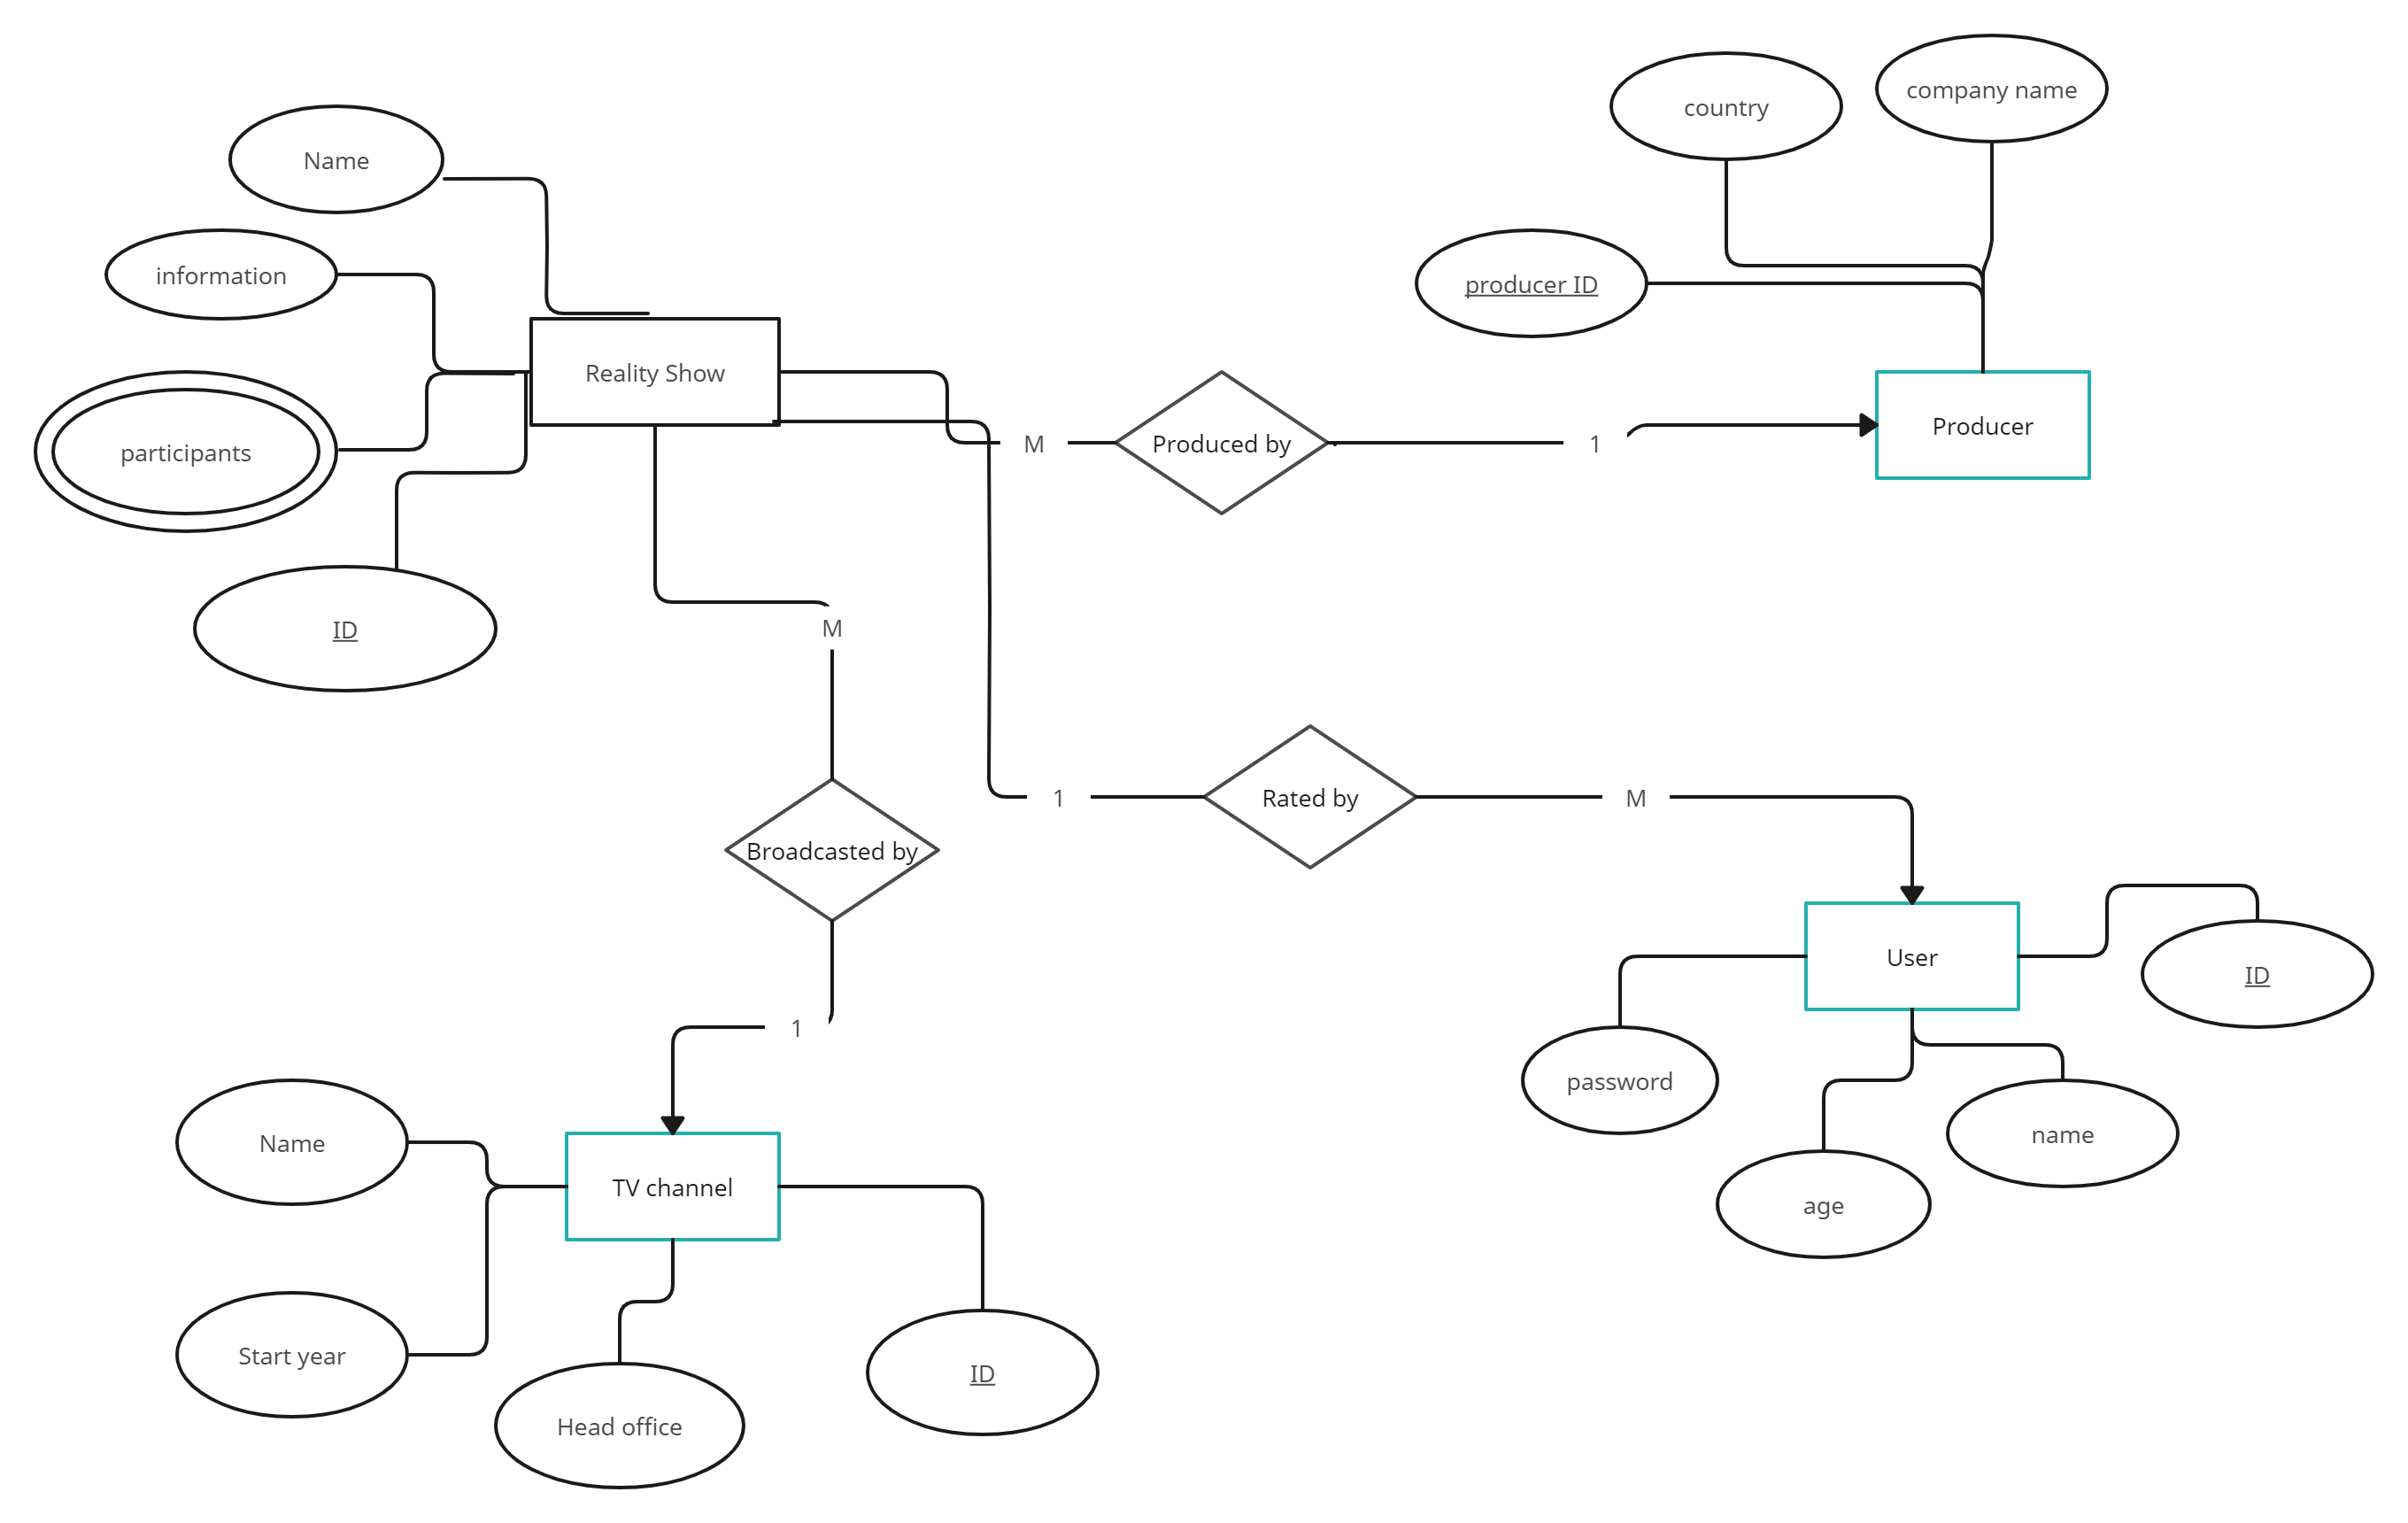 company name
country
Name
information
producer ID
Reality Show
Producer
M
Produced by
1
participants
ID
M
1
Rated by
M
Broadcasted by
User
ID
1
password
name
Name
TV channel
age
Start year
ID
Head office